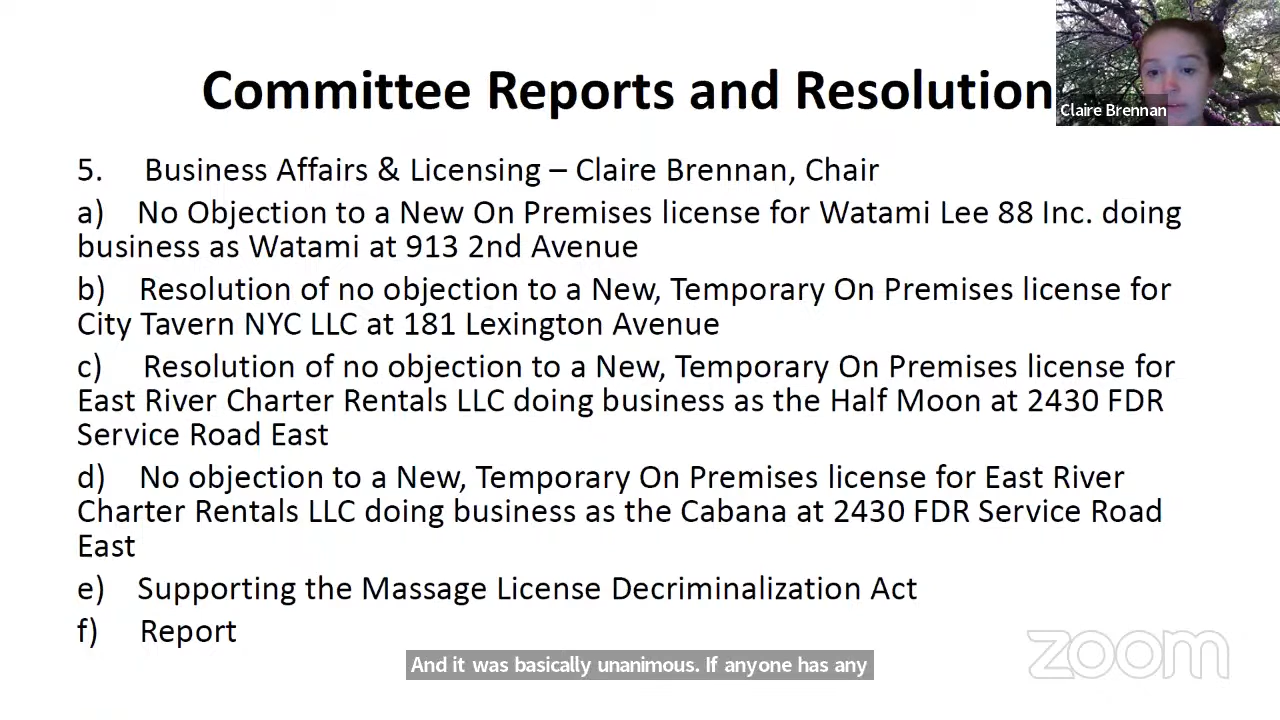 Committee Reports and Resolution
Claire Brennan
5. Business Affairs & Licensing – Claire Brennan, Chair
a) No Objection to a New On Premises license for Watami Lee 88 Inc. doing
business as Watami at 913 2nd Avenue
b) Resolution of no objection to a New, Temporary On Premises license for
City Tavern NYC LLC at 181 Lexington Avenue
c) Resolution of no objection to a New, Temporary On Premises license for
East River Charter Rentals LLC doing business as the Half Moon at 2430 FDR
Service Road East
d) No objection to a New, Temporary On Premises license for East River
Charter Rentals LLC doing business as the Cabana at 2430 FDR Service Road
East
e) Supporting the Massage License Decriminalization Act
f) Report
zoom
And it was basically unanimous. If anyone has any